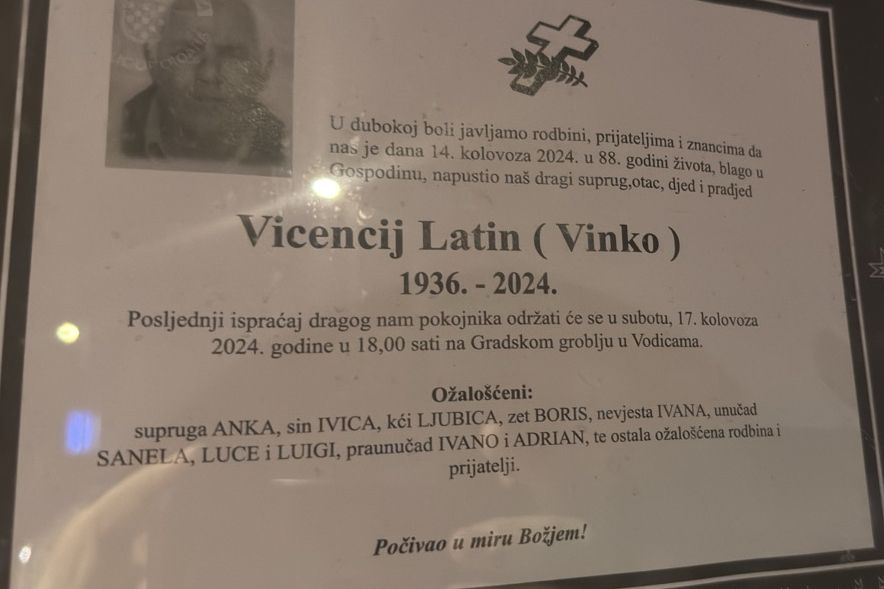 U dubokoj boli javljamo rodbini, prijateljima i znancima da
nas je dana 14. kolovoza 2024. u 88. godini života, blago u
Gospodinu, napustio naš dragi suprug,otac, djed i pradjed
Vicencij Latin ( Vinko )
1936. - 2024.
Posljednji ispraćaj dragog nam pokojnika održati će se u subotu, 17. kolovoza
2024. godine u 18,00 sati na Gradskom groblju u Vodicama.
Ožalošćeni:
supruga ANKA, sin IVICA, kći LJUBICA, zet BORIS, nevjesta IVANA, unučad
SANELA, LUCE i LUIGI, praunučad IVANO i ADRIAN, te ostala ožalošćena rodbina i
prijatelji.
Počivao u miru Božjem!